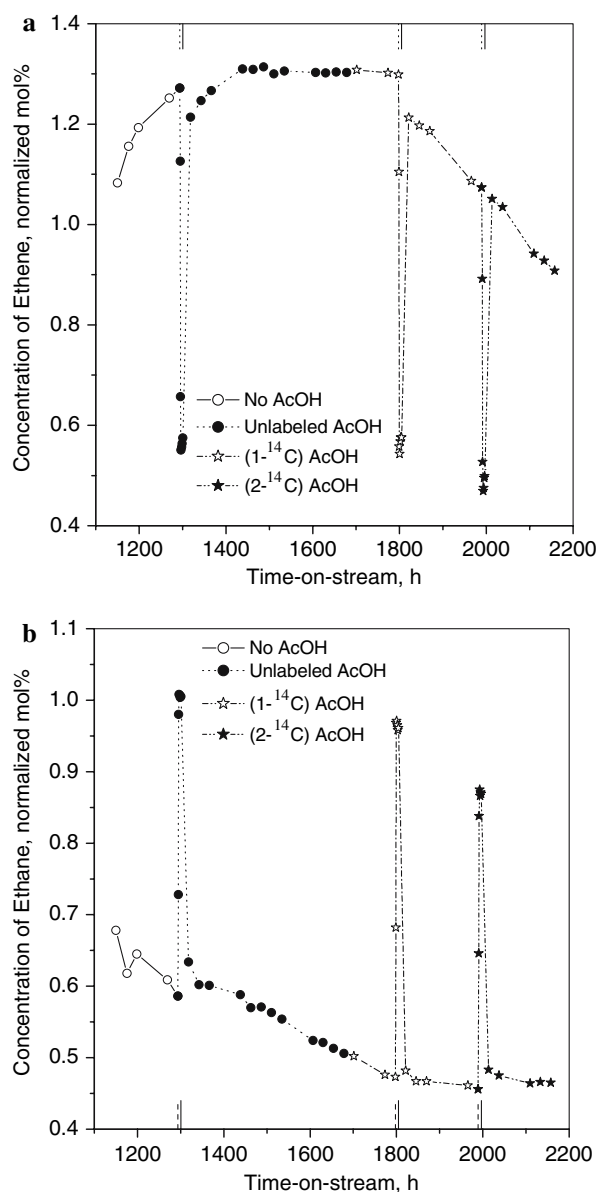 a
Concentration of Ethene, normalized mol%
1.4
1.2
1.0
0.8
0.6
0.4
No AcOH
Unlabeled AcOH
(1-¹⁴C) AcOH
(2-¹⁴C) AcOH
1200 1400 1600 1800 2000 2200
Time-on-stream, h
b
Concentration of Ethane, normalized mol%
1.1
1.0
0.9
0.8
0.7
0.6
0.5
0.4
No AcOH
Unlabeled AcOH
(1-¹⁴C) AcOH
(2-¹⁴C) AcOH
1200 1400 1600 1800 2000 2200
Time-on-stream, h